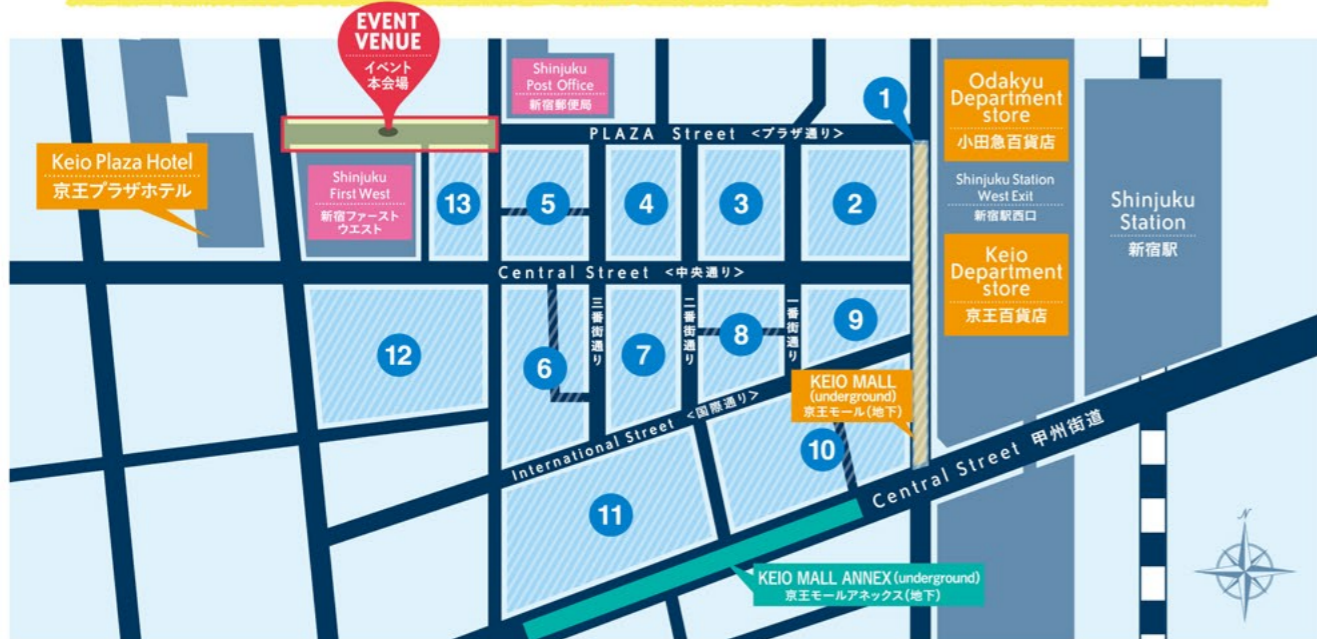 EVENT
VENUE
イベント
本会場
Shinjuku
Post Office
新宿郵便局
1
Odakyu
Department
store
小田急百貨店
PLAZA Street <プラザ通り>
Keio Plaza Hotel
京王プラザホテル
Shinjuku
First West
新宿ファースト
ウエスト
13
5
4
3
2
Shinjuku Station
West Exit
新宿駅西口
Shinjuku
Station
新宿駅
Keio
Department
store
京王百貨店
Central Street <中央通り>
12
6
三番街通り
7
二番街通り
8
一番街通り
9
KEIO MALL
(underground)
京王モール(地下)
International Street <国際通り>
10
11
Central Street 甲州街道
KEIO MALL ANNEX (underground)
京王モールアネックス(地下)
N